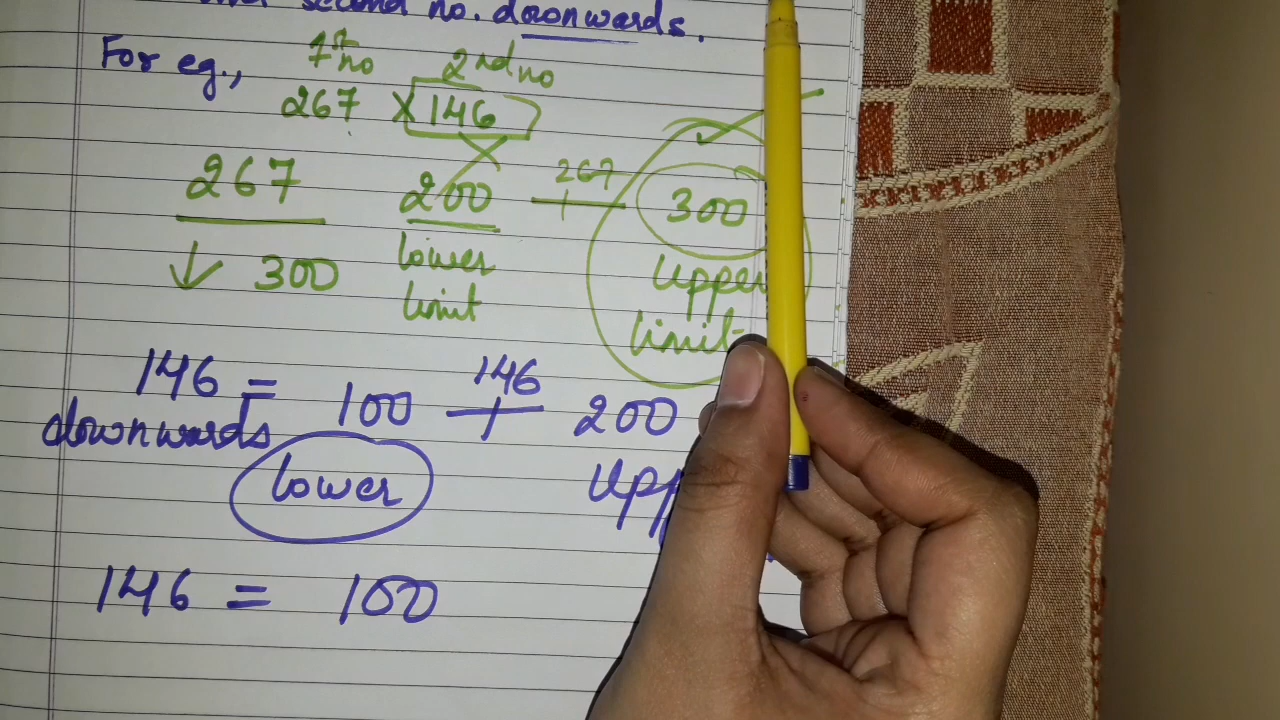 second no. downwards.
For eg.,
1st no 2nd no
267 X 146
267 200 267 300
↓ 300 lower limit upper limit
146 = 100 146 200
downwards lower
146 = 100